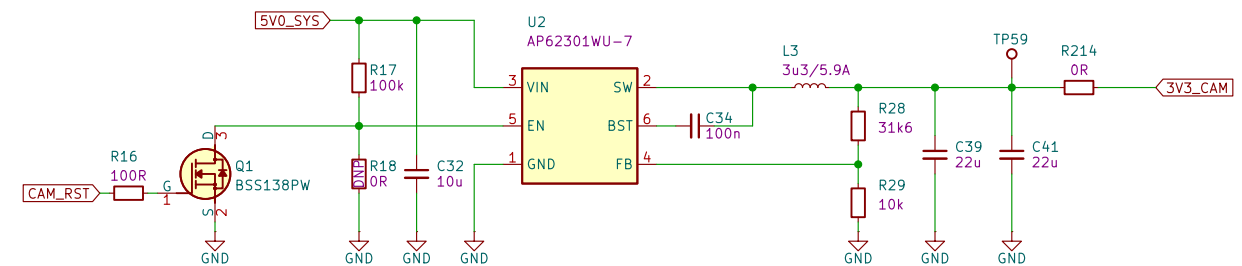 5V0_SYS
U2
AP62301WU-7
R17
100k
3
VIN
5
EN
1
GND
SW
2
BST
6
FB
4
C34
100n
L3
3u3/5.9A
TP59
R214
0R
3V3_CAM
R28
31k6
R29
10k
C39
22u
C41
22u
CAM_RST
R16
100R
G
1
D
3
S
2
Q1
BSS138PW
DNP
R18
0R
C32
10u
GND
GND
GND
GND
GND
GND
GND